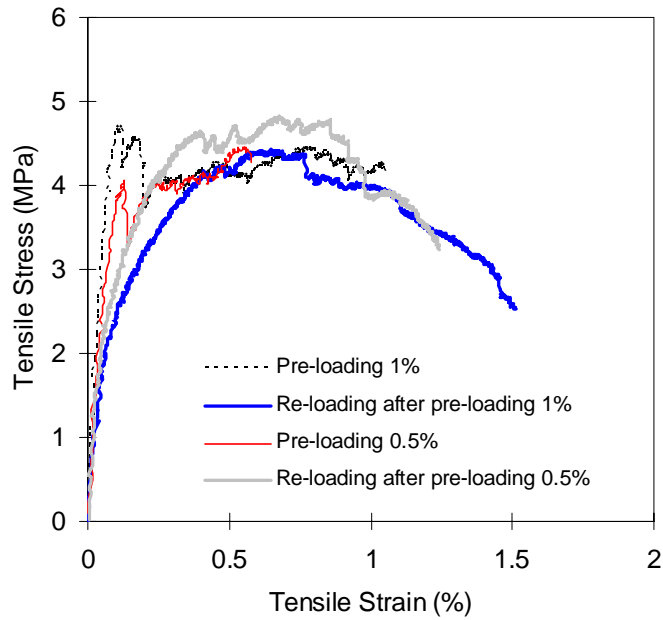 6
5
4
3
2
1
0
Tensile Stress (MPa)
Pre-loading 1%
Re-loading after pre-loading 1%
Pre-loading 0.5%
Re-loading after pre-loading 0.5%
0
0.5
1
1.5
2
Tensile Strain (%)